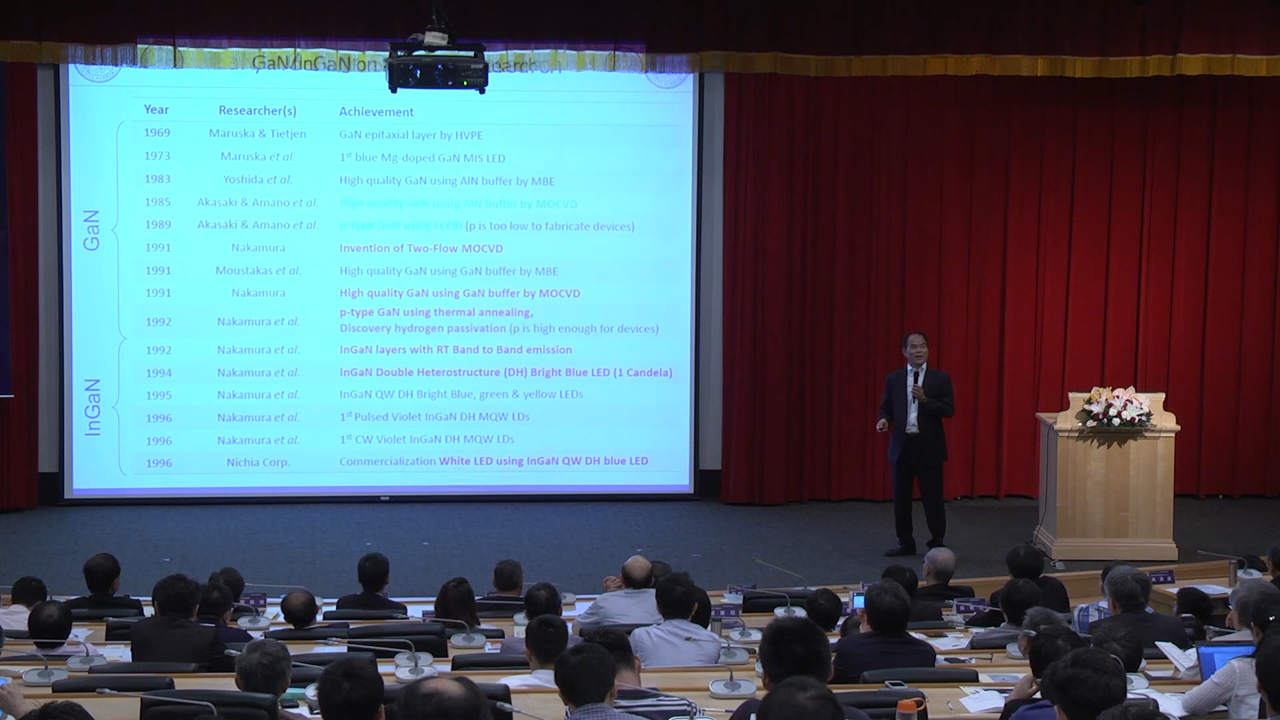 GaN/InGaN on
Year Researcher(s) Achievement
1969 Maruska & Tietjen GaN epitaxial layer by HVPE
1973 Maruska et al. 1st blue Mg-doped GaN MIS LED
1983 Yoshida et al. High quality GaN using AlN buffer by MBE
1985 Akasaki & Amano et al. High quality GaN using AlN buffer by MOCVD
1989 Akasaki & Amano et al. p-type GaN using LEEBI (p is too low to fabricate devices)
1991 Nakamura Invention of Two-Flow MOCVD
1991 Moustakas et al. High quality GaN using GaN buffer by MBE
1991 Nakamura High quality GaN using GaN buffer by MOCVD
1992 Nakamura et al. p-type GaN using thermal annealing,
Discovery hydrogen passivation (p is high enough for devices)
1992 Nakamura et al. InGaN layers with RT Band to Band emission
1994 Nakamura et al. InGaN Double Heterostructure (DH) Bright Blue LED (1 Candela)
1995 Nakamura et al. InGaN QW DH Bright Blue, green & yellow LEDs
1996 Nakamura et al. 1st Pulsed Violet InGaN DH MQW LDs
1996 Nakamura et al. 1st CW Violet InGaN DH MQW LDs
1996 Nichia Corp. Commercialization White LED using InGaN QW DH blue LED
GaN
InGaN